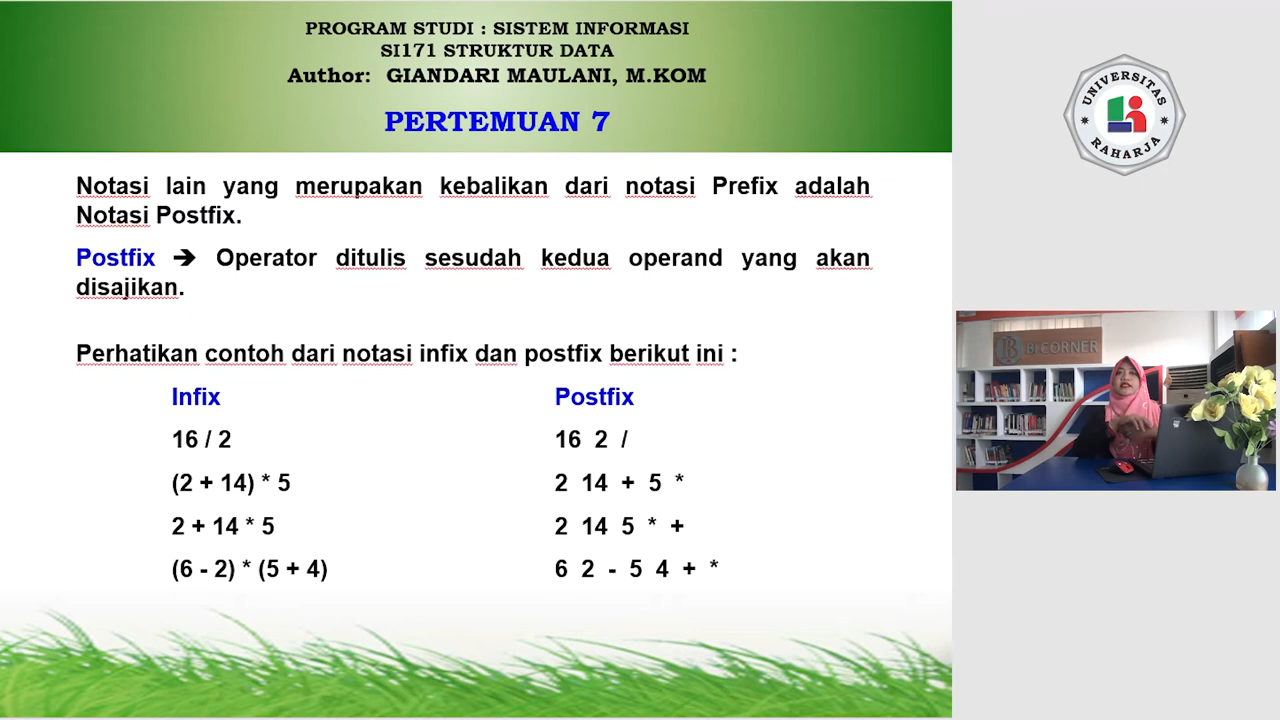 PROGRAM STUDI : SISTEM INFORMASI
SI171 STRUKTUR DATA
Author: GIANDARI MAULANI, M.KOM
PERTEMUAN 7
Notasi lain yang merupakan kebalikan dari notasi Prefix adalah
Notasi Postfix.
Postfix ➔ Operator ditulis sesudah kedua operand yang akan
disajikan.
Perhatikan contoh dari notasi infix dan postfix berikut ini :
Infix Postfix
16 / 2 16 2 /
(2 + 14) * 5 2 14 + 5 *
2 + 14 * 5 2 14 5 * +
(6 - 2) * (5 + 4) 6 2 - 5 4 + *
UNIVERSITAS
RAHARJA
BI CORNER